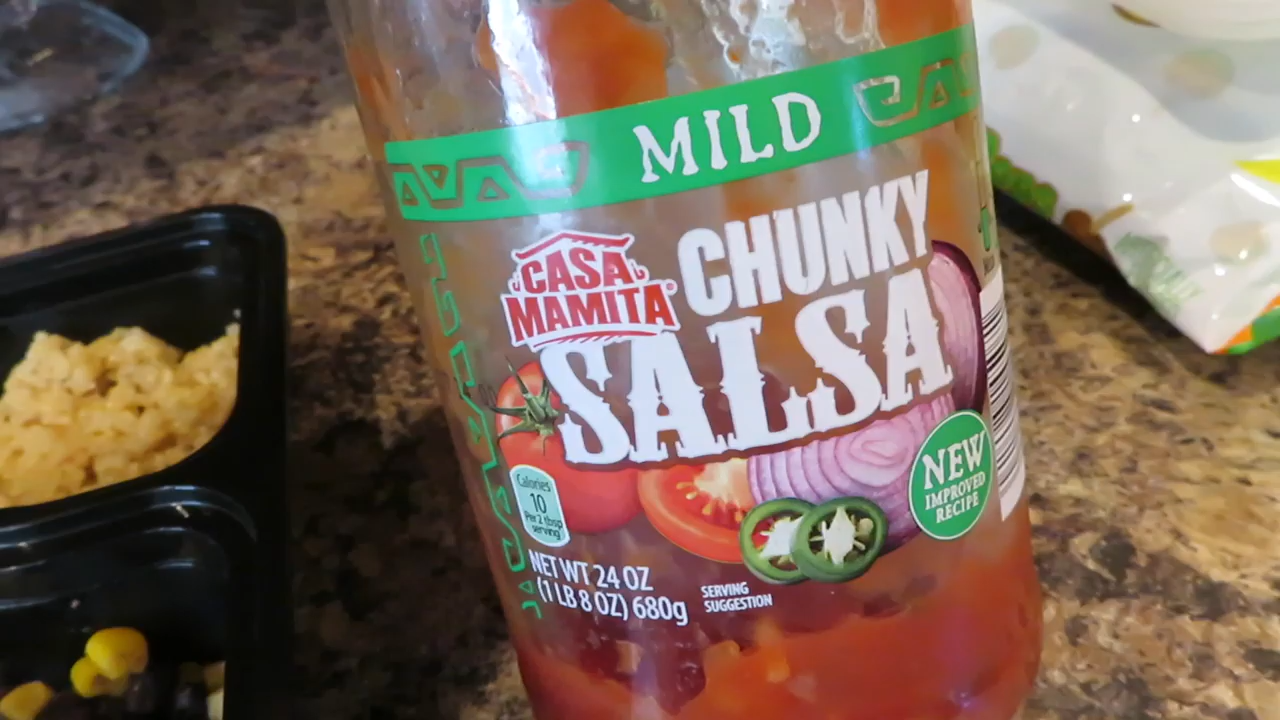 MILD
CASA
MAMITA®
CHUNKY
SALSA
NEW
IMPROVED
RECIPE
Calories
10
Per 2 tbsp
serving
NET WT 24 OZ
(1 LB 8 OZ) 680g
SERVING
SUGGESTION